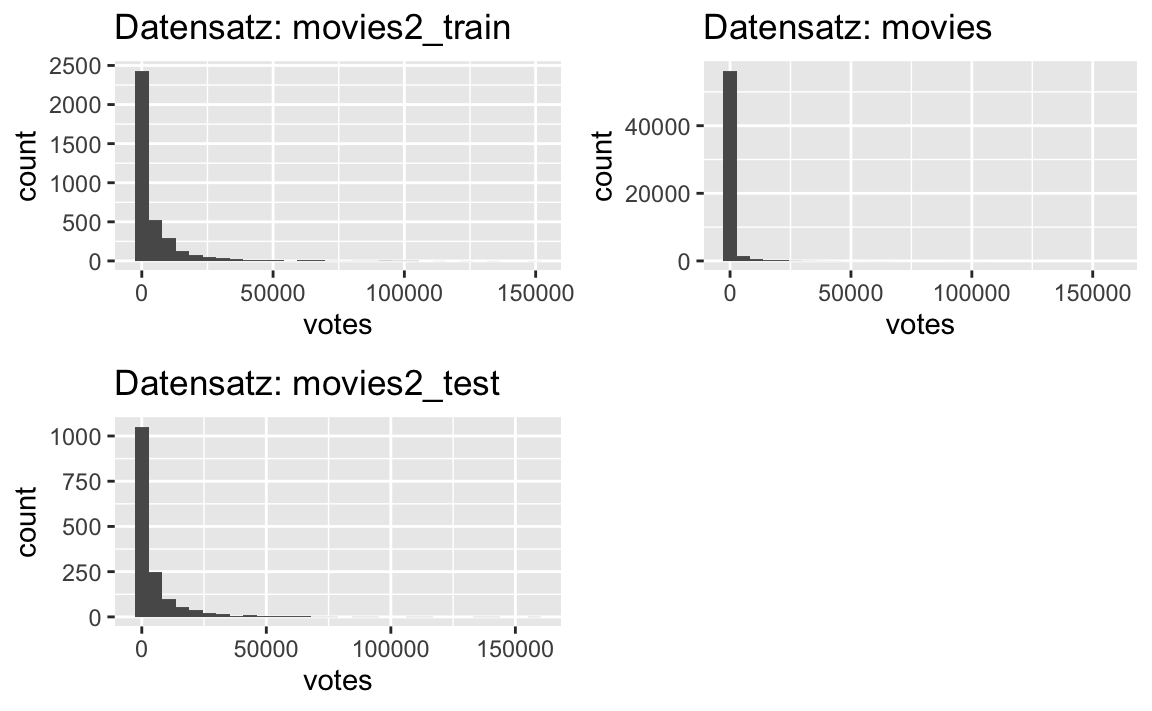 Datensatz: movies2_train
2500
2000
1500
1000
500
0
count
0 50000 100000 150000
votes
Datensatz: movies
40000
20000
0
count
0 50000 100000 150000
votes
Datensatz: movies2_test
1000
750
500
250
0
count
0 50000 100000 150000
votes